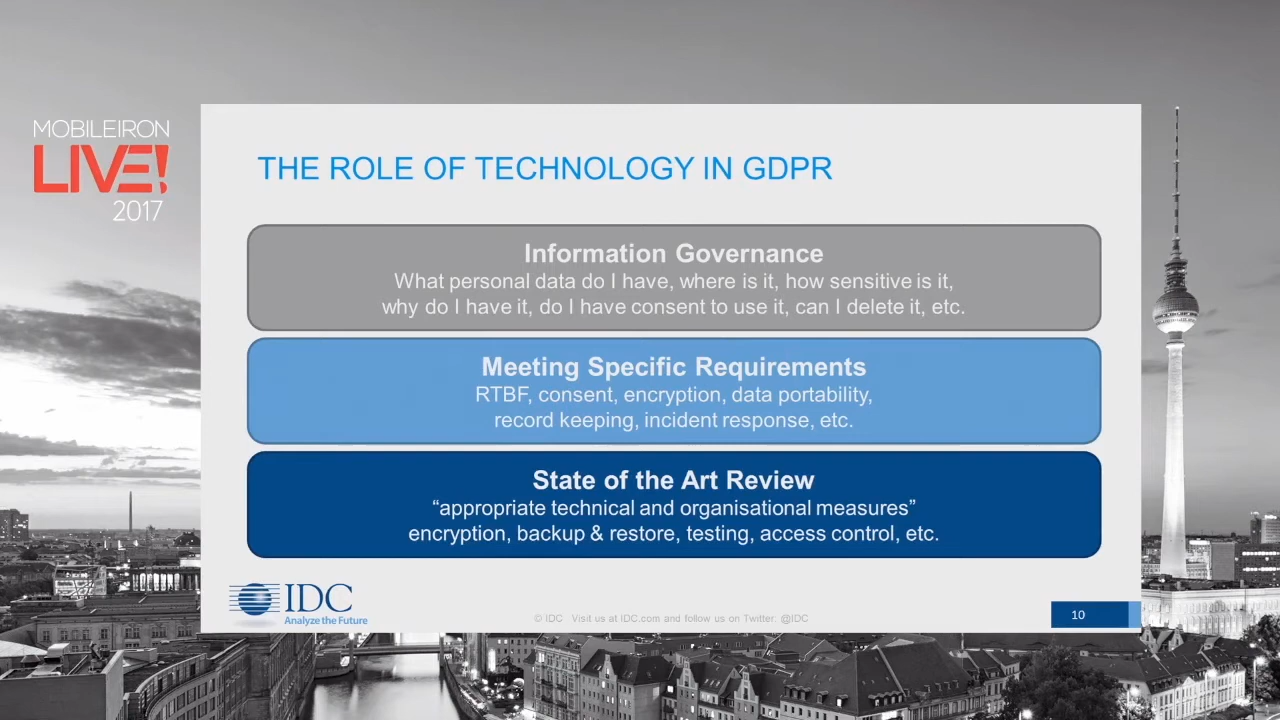 MOBILEIRON
LIVE!
2017
THE ROLE OF TECHNOLOGY IN GDPR
Information Governance
What personal data do I have, where is it, how sensitive is it,
why do I have it, do I have consent to use it, can I delete it, etc.
Meeting Specific Requirements
RTBF, consent, encryption, data portability,
record keeping, incident response, etc.
State of the Art Review
“appropriate technical and organisational measures”
encryption, backup & restore, testing, access control, etc.
IDC
Analyze the Future
© IDC Visit us at IDC.com and follow us on Twitter: @IDC
10